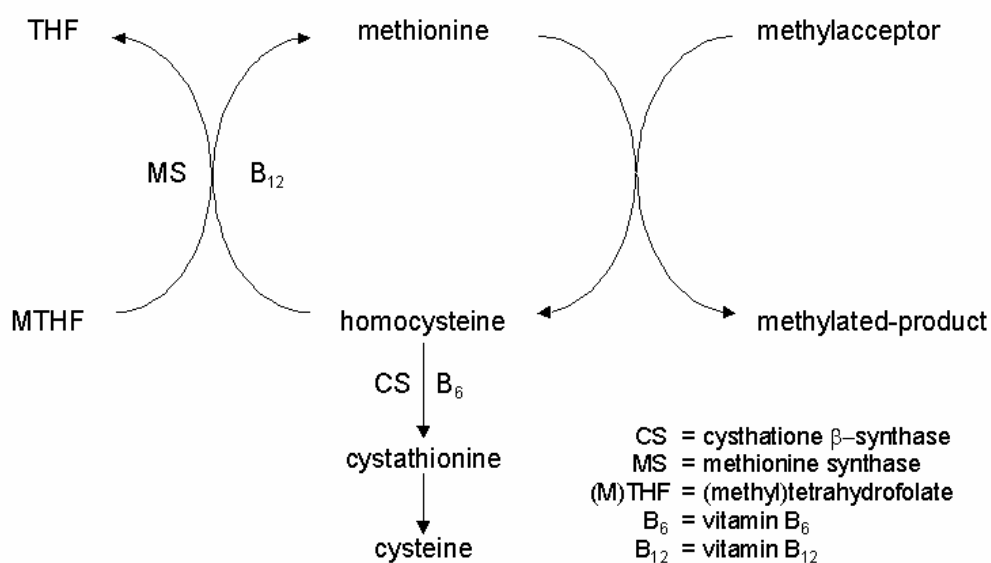 THF methionine methylacceptor
MS B₁₂
MTHF homocysteine methylated-product
CS B₆
cystathionine
cysteine
CS = cysthatione β–synthase
MS = methionine synthase
(M)THF = (methyl)tetrahydrofolate
B₆ = vitamin B₆
B₁₂ = vitamin B₁₂